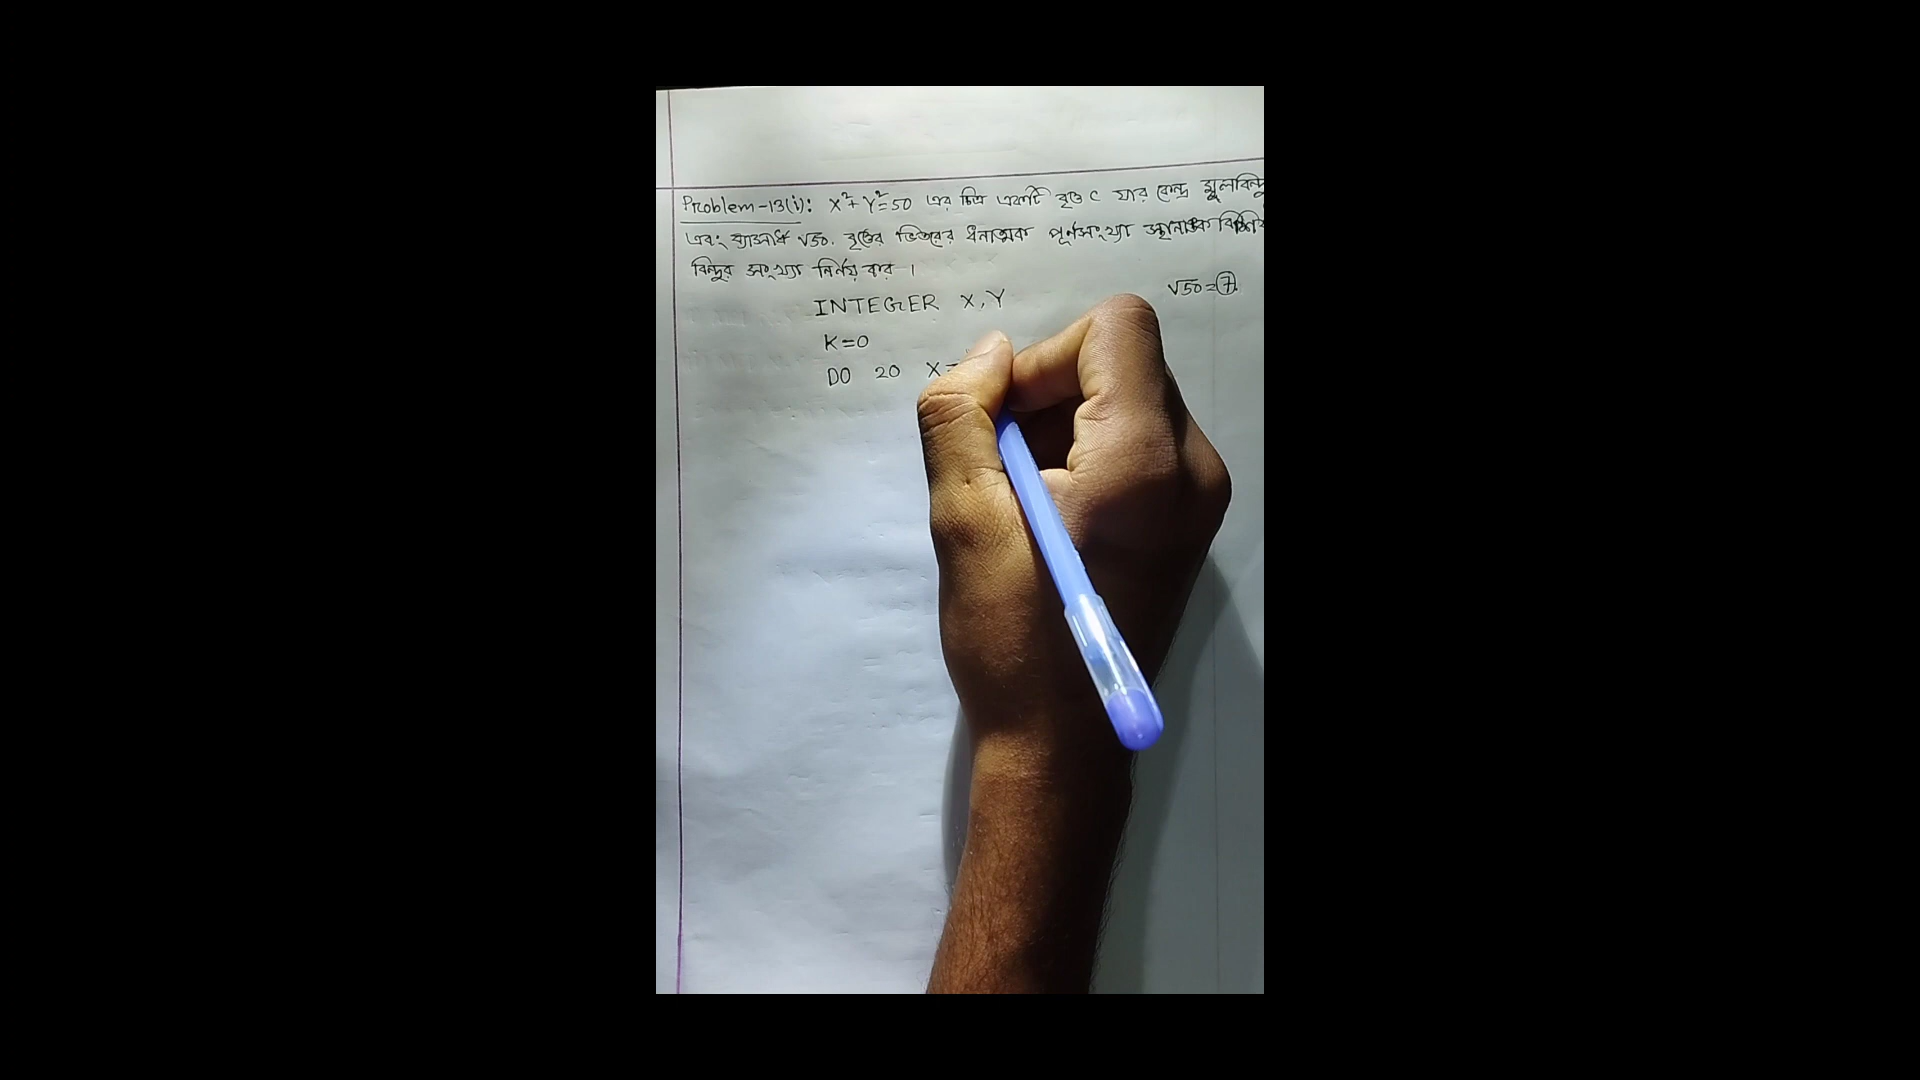 Problem-13(i): X²+Y²=50 এর চিত্র একটি বৃত্ত C যার কেন্দ্র মূলবিন্দু
এবং ব্যাসার্ধ √50. বৃত্তের ভিতরের ধনাত্মক পূর্নসংখ্যা স্থানাঙ্ক
বিন্দুর সংখ্যা নির্ণয় কর ।
√50=7
INTEGER X,Y
K=0
DO 20 X=